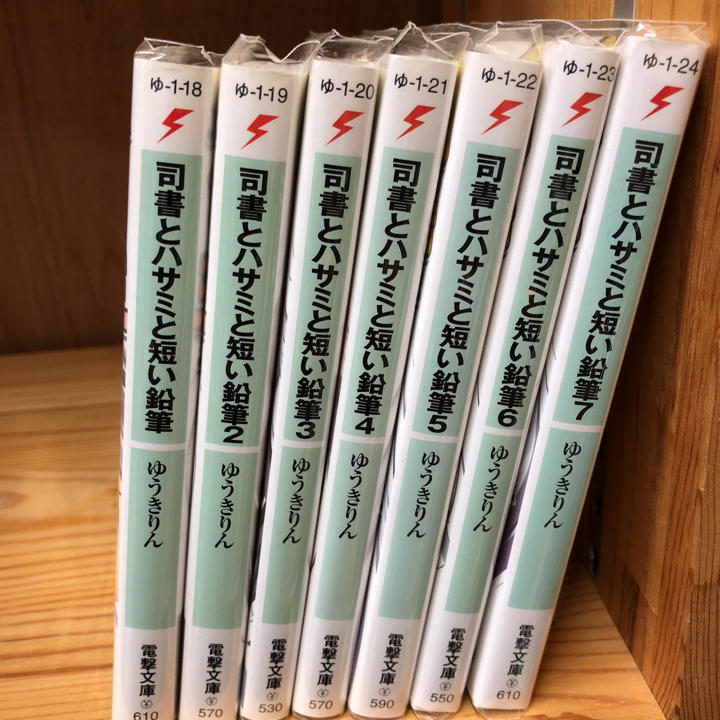 ゆ-1-18
司書とハサミと短い鉛筆
ゆうきりん
電撃文庫
¥610
ゆ-1-19
司書とハサミと短い鉛筆2
ゆうきりん
電撃文庫
¥570
ゆ-1-20
司書とハサミと短い鉛筆3
ゆうきりん
電撃文庫
¥530
ゆ-1-21
司書とハサミと短い鉛筆4
ゆうきりん
電撃文庫
¥570
ゆ-1-22
司書とハサミと短い鉛筆5
ゆうきりん
電撃文庫
¥590
ゆ-1-23
司書とハサミと短い鉛筆6
ゆうきりん
電撃文庫
¥550
ゆ-1-24
司書とハサミと短い鉛筆7
ゆうきりん
電撃文庫
¥610